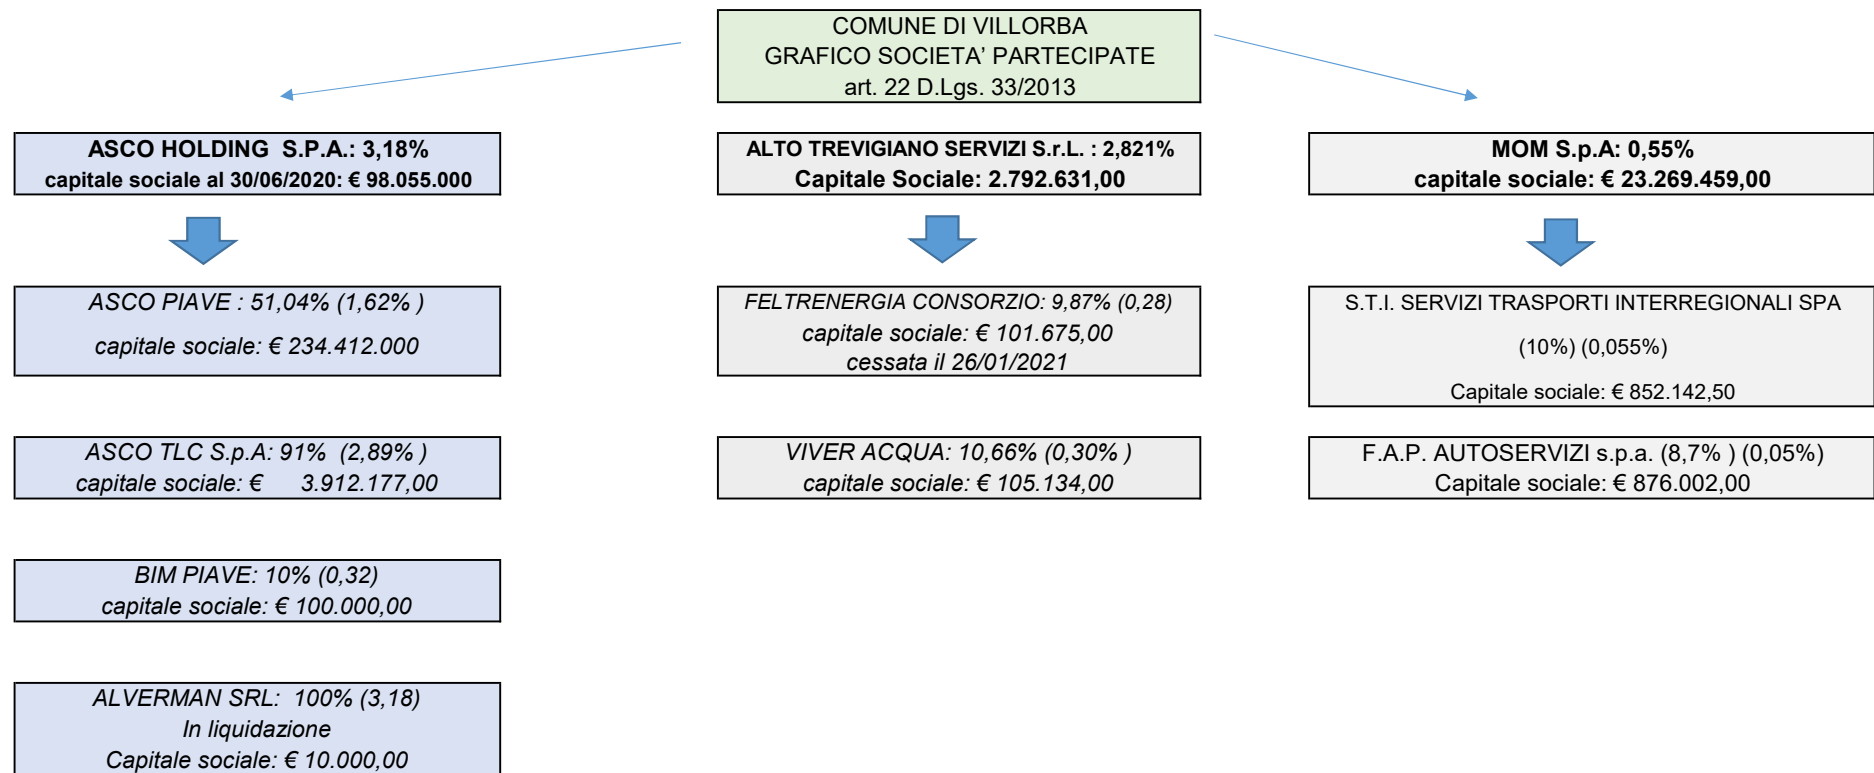 COMUNE DI VILLORBA
GRAFICO SOCIETA’ PARTECIPATE
art. 22 D.Lgs. 33/2013
ASCO HOLDING S.P.A.: 3,18%
capitale sociale al 30/06/2020: € 98.055.000
ALTO TREVIGIANO SERVIZI S.r.L. : 2,821%
Capitale Sociale: 2.792.631,00
MOM S.p.A: 0,55%
capitale sociale: € 23.269.459,00
ASCO PIAVE : 51,04% (1,62% )
capitale sociale: € 234.412.000
FELTRENERGIA CONSORZIO: 9,87% (0,28)
capitale sociale: € 101.675,00
cessata il 26/01/2021
S.T.I. SERVIZI TRASPORTI INTERREGIONALI SPA
(10%) (0,055%)
Capitale sociale: € 852.142,50
ASCO TLC S.p.A: 91% (2,89% )
capitale sociale: € 3.912.177,00
VIVER ACQUA: 10,66% (0,30% )
capitale sociale: € 105.134,00
F.A.P. AUTOSERVIZI s.p.a. (8,7% ) (0,05%)
Capitale sociale: € 876.002,00
BIM PIAVE: 10% (0,32)
capitale sociale: € 100.000,00
ALVERMAN SRL: 100% (3,18)
In liquidazione
Capitale sociale: € 10.000,00